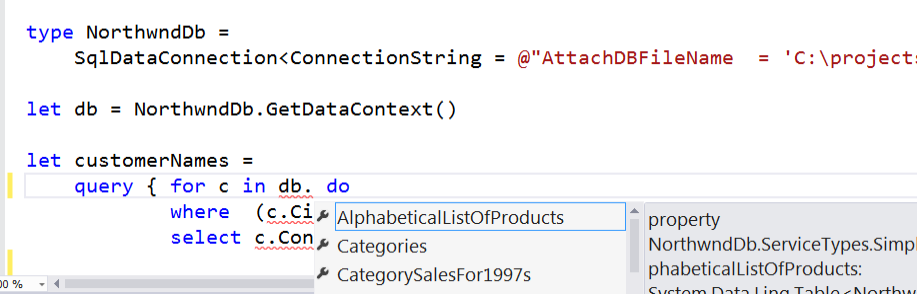 type NorthwndDb =
SqlDataConnection<ConnectionString = @"AttachDBFileName  = 'C:\projects
let db = NorthwndDb.GetDataContext()
let customerNames =
query { for c in db. do
where  (c.Ci
select c.Con
AlphabeticalListOfProducts
Categories
CategorySalesFor1997s
property
NorthwndDb.ServiceTypes.Simpl
phabeticalListOfProducts:
System.Data.Linq.Table<Northw
00 %